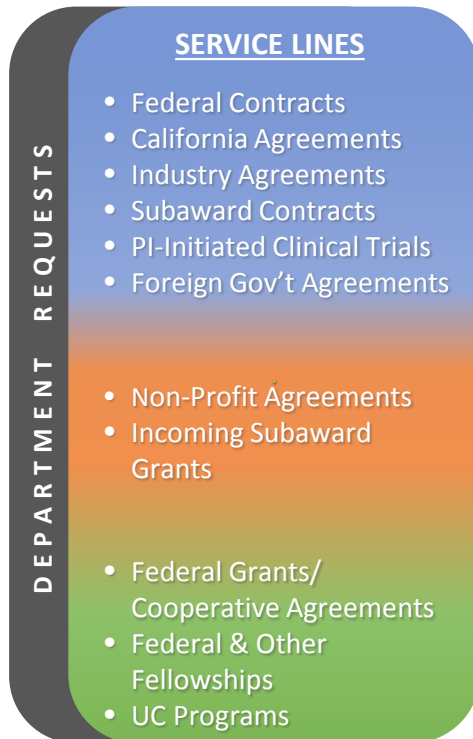 DEPARTMENT REQUESTS
SERVICE LINES
• Federal Contracts
• California Agreements
• Industry Agreements
• Subaward Contracts
• PI-Initiated Clinical Trials
• Foreign Gov’t Agreements
• Non-Profit Agreements
• Incoming Subaward
Grants
• Federal Grants/
Cooperative Agreements
• Federal & Other
Fellowships
• UC Programs